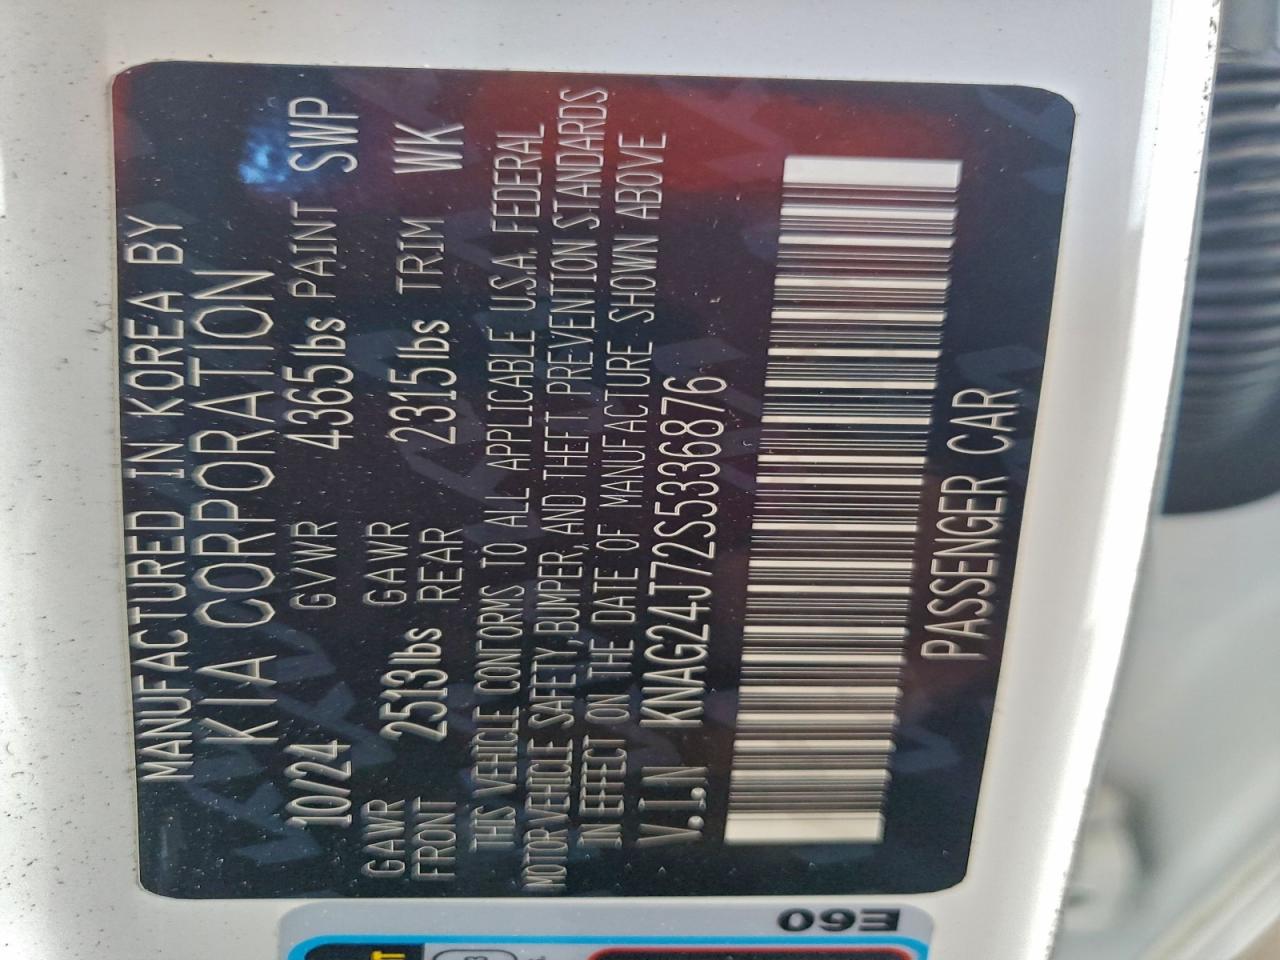 MANUFACTURED IN KOREA BY
KIA CORPORATION
10/24 GVWR 4365lbs PAINT SWP
GAWR FRONT 2513lbs GAWR REAR 2315lbs TRIM WK
THIS VEHICLE CONFORMS TO ALL APPLICABLE U.S.A. FEDERAL
MOTOR VEHICLE SAFETY, BUMPER, AND THEFT PREVENTION STANDARDS
IN EFFECT ON THE DATE OF MANUFACTURE SHOWN ABOVE
V.I.N KNAG24J72S5336876
PASSENGER CAR
E60